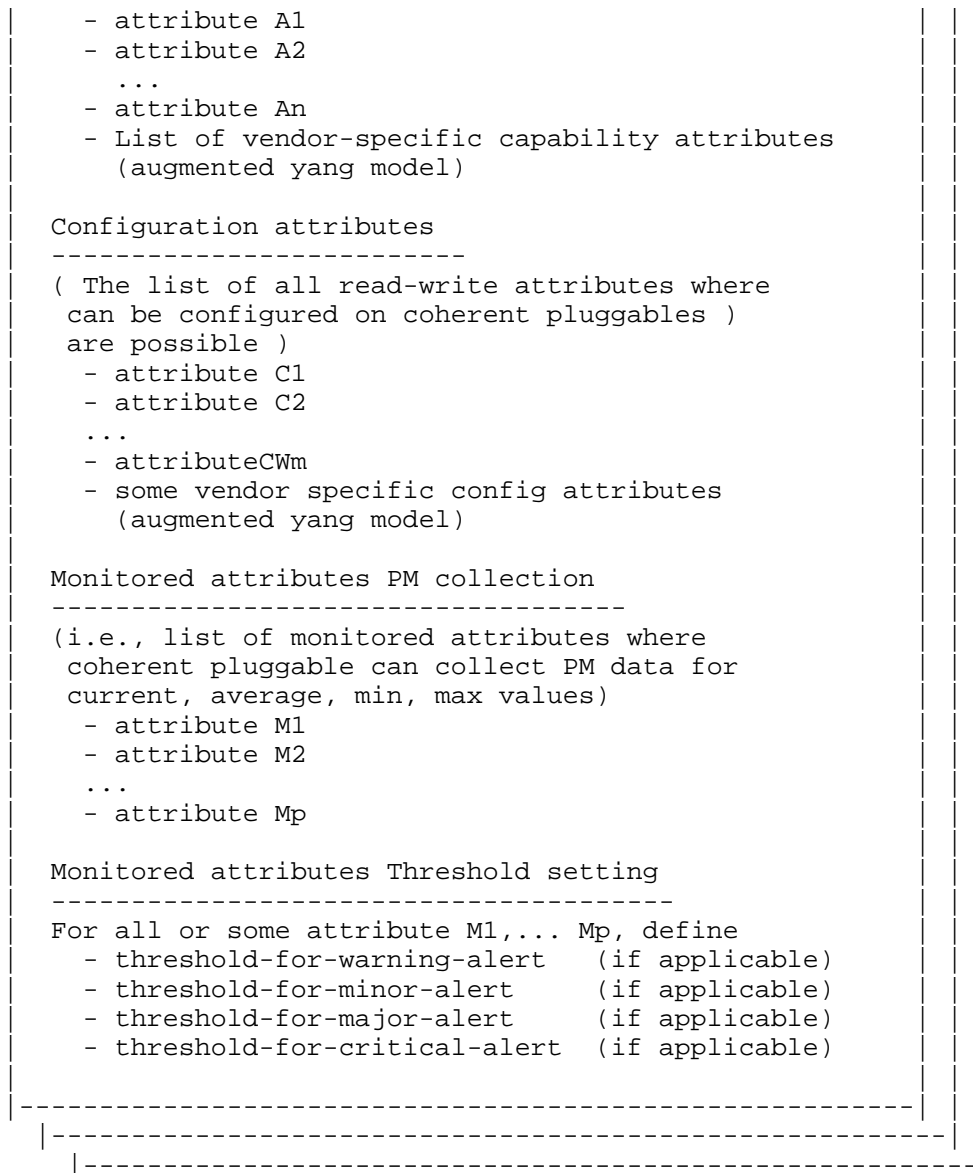 - attribute A1
- attribute A2
...
- attribute An
- List of vendor-specific capability attributes
(augmented yang model)
Configuration attributes
--------------------------
( The list of all read-write attributes where
can be configured on coherent pluggables )
are possible )
- attribute C1
- attribute C2
...
- attributeCWm
- some vendor specific config attributes
(augmented yang model)
Monitored attributes PM collection
------------------------------------
(i.e., list of monitored attributes where
coherent pluggable can collect PM data for
current, average, min, max values)
- attribute M1
- attribute M2
...
- attribute Mp
Monitored attributes Threshold setting
---------------------------------------
For all or some attribute M1,... Mp, define
- threshold-for-warning-alert (if applicable)
- threshold-for-minor-alert (if applicable)
- threshold-for-major-alert (if applicable)
- threshold-for-critical-alert (if applicable)